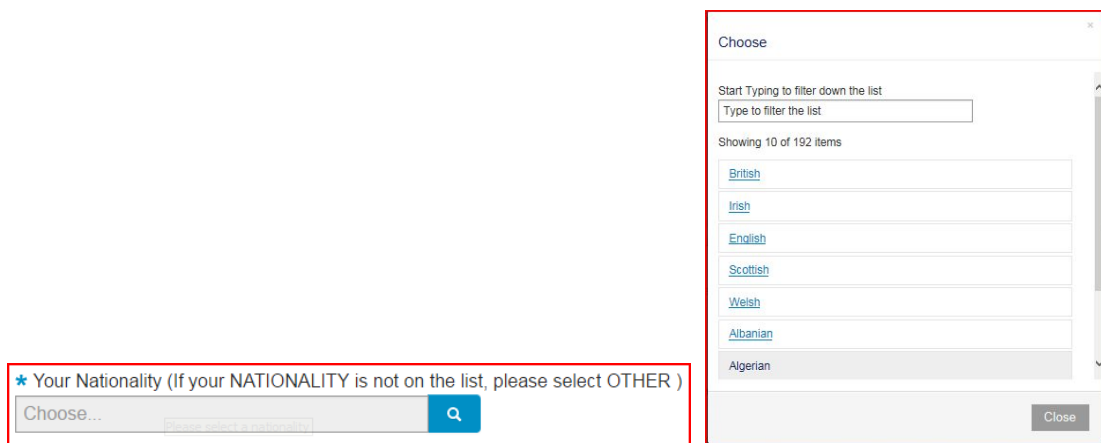 Choose
×
Start Typing to filter down the list
Type to filter the list
Showing 10 of 192 items
British
Irish
English
Scottish
Welsh
Albanian
Algerian
Close
* Your Nationality (If your NATIONALITY is not on the list, please select OTHER )
Choose...
Please select a nationality